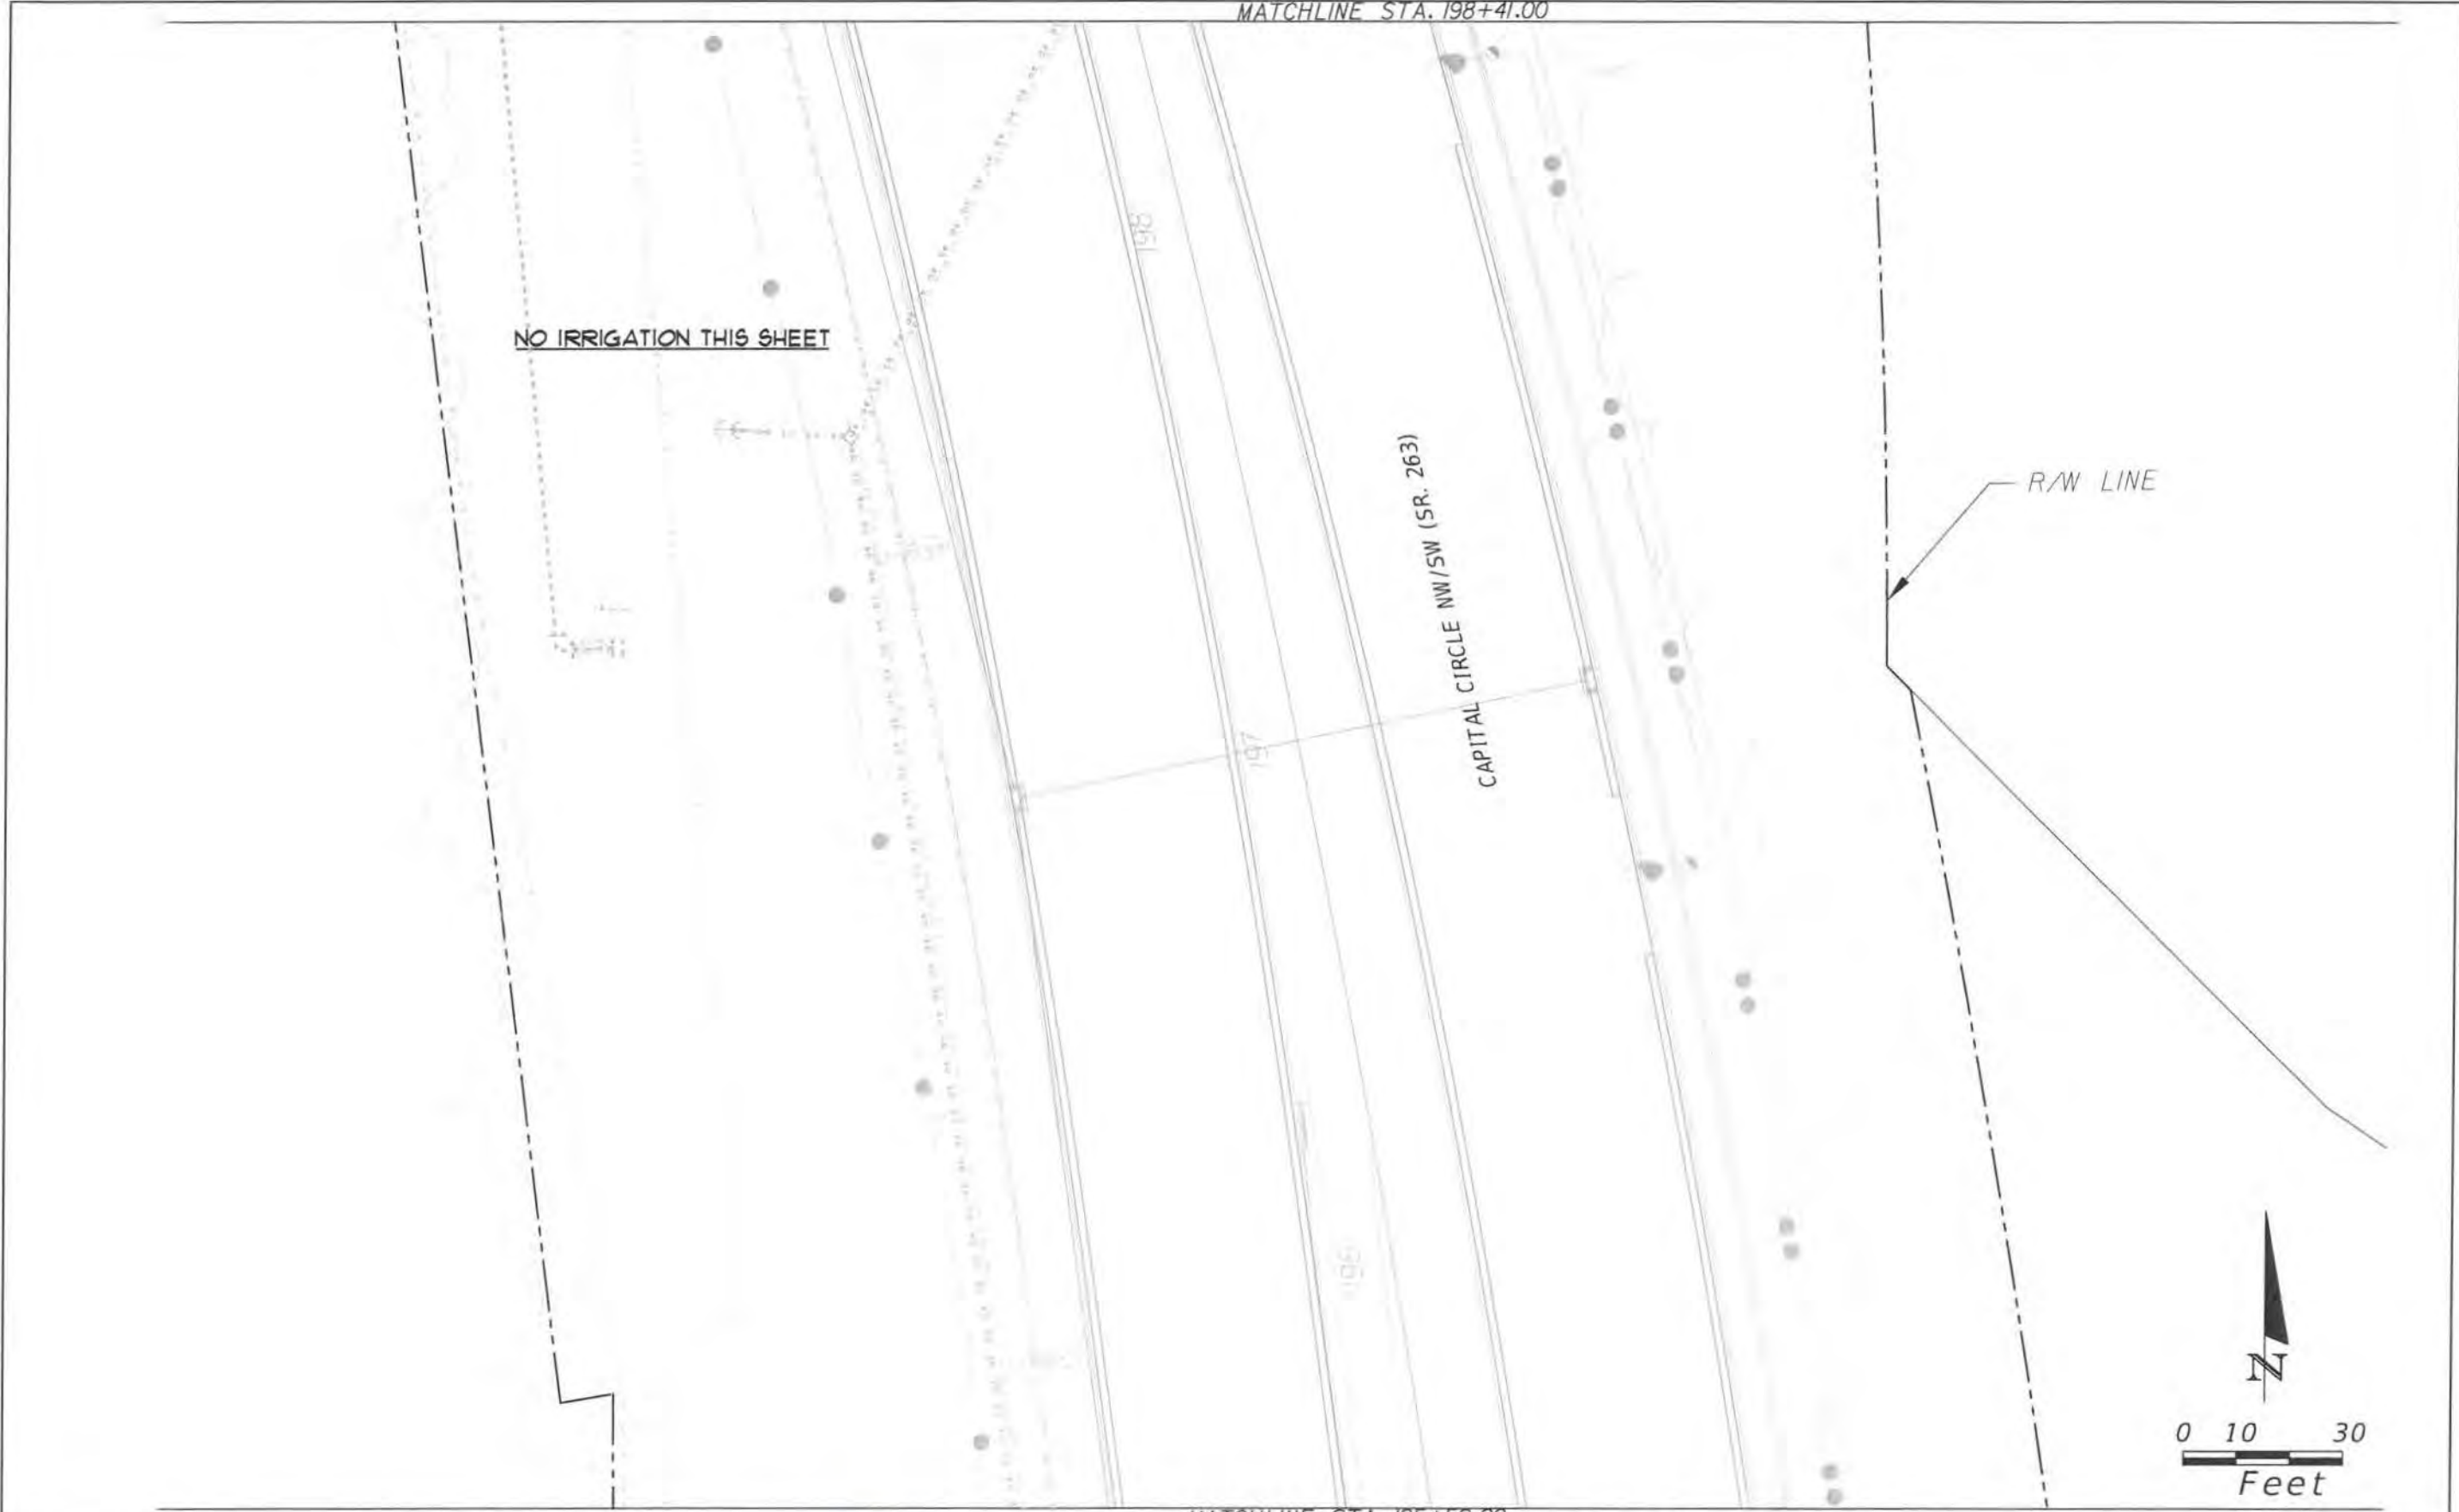 MATCHLINE STA. 198+41.00
198
NO IRRIGATION THIS SHEET
CAPITAL CIRCLE NW/SW (SR. 263)
R/W LINE
197
196
N
0 10 30
Feet